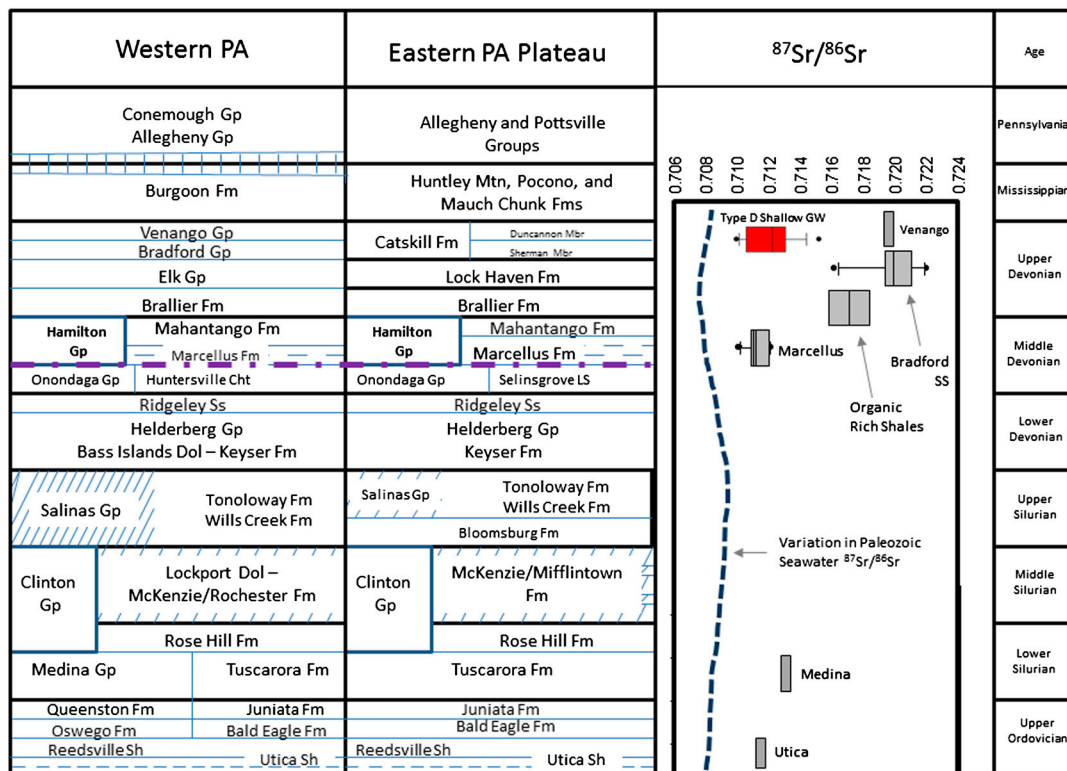 Western PA
Eastern PA Plateau
⁸⁷Sr/⁸⁶Sr
Age
Conemough Gp
Allegheny Gp
Allegheny and Pottsville
Groups
Pennsylvania
Burgoon Fm
Huntley Mtn, Pocono, and
Mauch Chunk Fms
Mississippian
0.706
0.708
0.710
0.712
0.714
0.716
0.718
0.720
0.722
0.724
Venango Gp
Bradford Gp
Elk Gp
Brallier Fm
Catskill Fm
Duncannon Mbr
Sherman Mbr
Lock Haven Fm
Brallier Fm
Type D Shallow GW
Venango
Upper
Devonian
Hamilton
Gp
Mahantango Fm
Marcellus Fm
Hamilton
Gp
Mahantango Fm
Marcellus Fm
Marcellus
Bradford
SS
Organic
Rich Shales
Middle
Devonian
Onondaga Gp
Huntersville Cht
Onondaga Gp
Selinsgrove LS
Ridgeley Ss
Helderberg Gp
Bass Islands Dol – Keyser Fm
Ridgeley Ss
Helderberg Gp
Keyser Fm
Lower
Devonian
Salinas Gp
Tonoloway Fm
Wills Creek Fm
Salinas Gp
Tonoloway Fm
Wills Creek Fm
Bloomsburg Fm
Upper
Silurian
Variation in Paleozoic
Seawater ⁸⁷Sr/⁸⁶Sr
Clinton
Gp
Lockport Dol –
McKenzie/Rochester Fm
Clinton
Gp
McKenzie/Mifflintown
Fm
Middle
Silurian
Rose Hill Fm
Rose Hill Fm
Medina Gp
Tuscarora Fm
Tuscarora Fm
Medina
Lower
Silurian
Queenston Fm
Juniata Fm
Juniata Fm
Oswego Fm
Bald Eagle Fm
Bald Eagle Fm
Reedsville Sh
Utica Sh
Reedsville Sh
Utica Sh
Utica
Upper
Ordovician